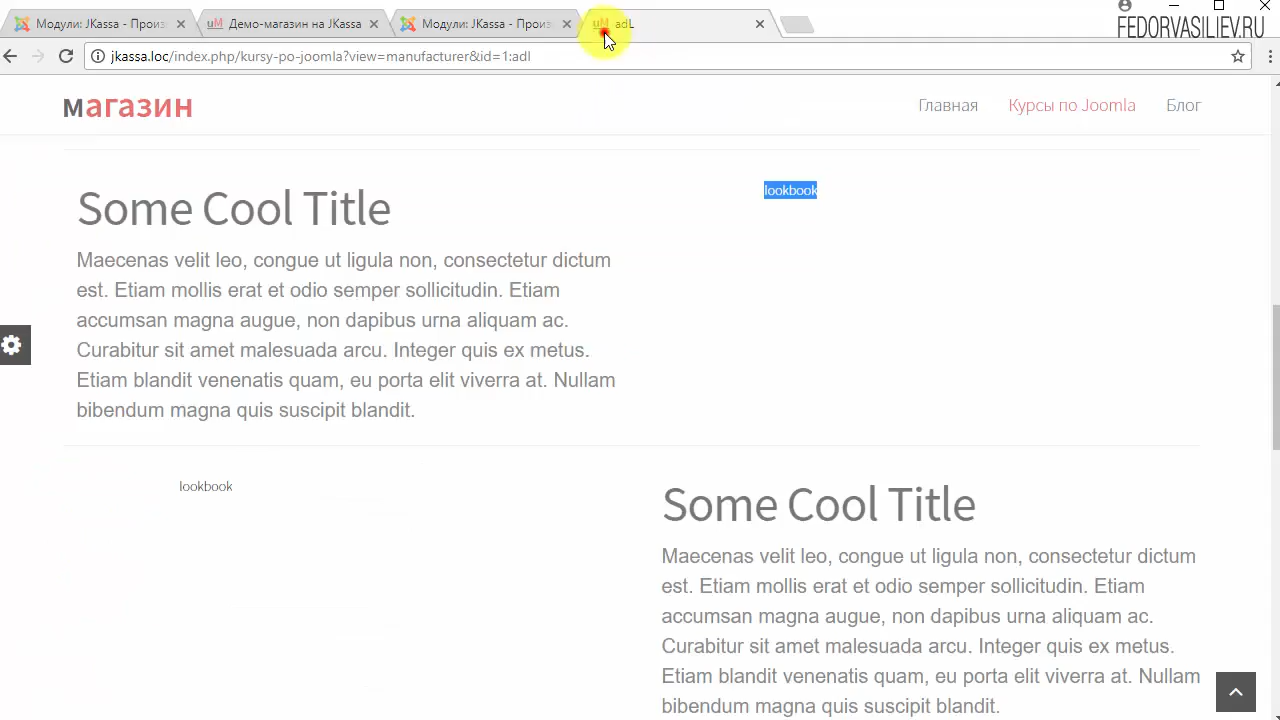 Модули: JKassa - Произ
Демо-магазин на JKassa
Модули: JKassa - Произ
adL
FEDORVASILIEV.RU
jkassa.loc/index.php/kursy-po-joomla?view=manufacturer&id=1:adl
магазин
Главная
Курсы по Joomla
Блог
Some Cool Title
lookbook
Maecenas velit leo, congue ut ligula non, consectetur dictum
est. Etiam mollis erat et odio semper sollicitudin. Etiam
accumsan magna augue, non dapibus urna aliquam ac.
Curabitur sit amet malesuada arcu. Integer quis ex metus.
Etiam blandit venenatis quam, eu porta elit viverra at. Nullam
bibendum magna quis suscipit blandit.
lookbook
Some Cool Title
Maecenas velit leo, congue ut ligula non, consectetur dictum
est. Etiam mollis erat et odio semper sollicitudin. Etiam
accumsan magna augue, non dapibus urna aliquam ac.
Curabitur sit amet malesuada arcu. Integer quis ex metus.
Etiam blandit venenatis quam, eu porta elit viverra at. Nullam
bibendum magna quis suscipit blandit.